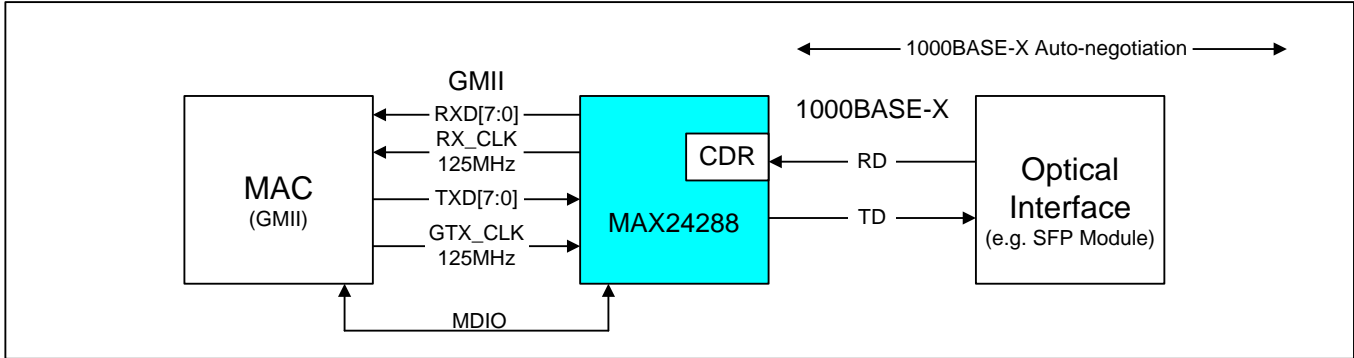 1000BASE-X Auto-negotiation
GMII
1000BASE-X
RXD[7:0]
RX_CLK
125MHz
TXD[7:0]
GTX_CLK
125MHz
MAC
(GMII)
CDR
MAX24288
RD
TD
Optical
Interface
(e.g. SFP Module)
MDIO